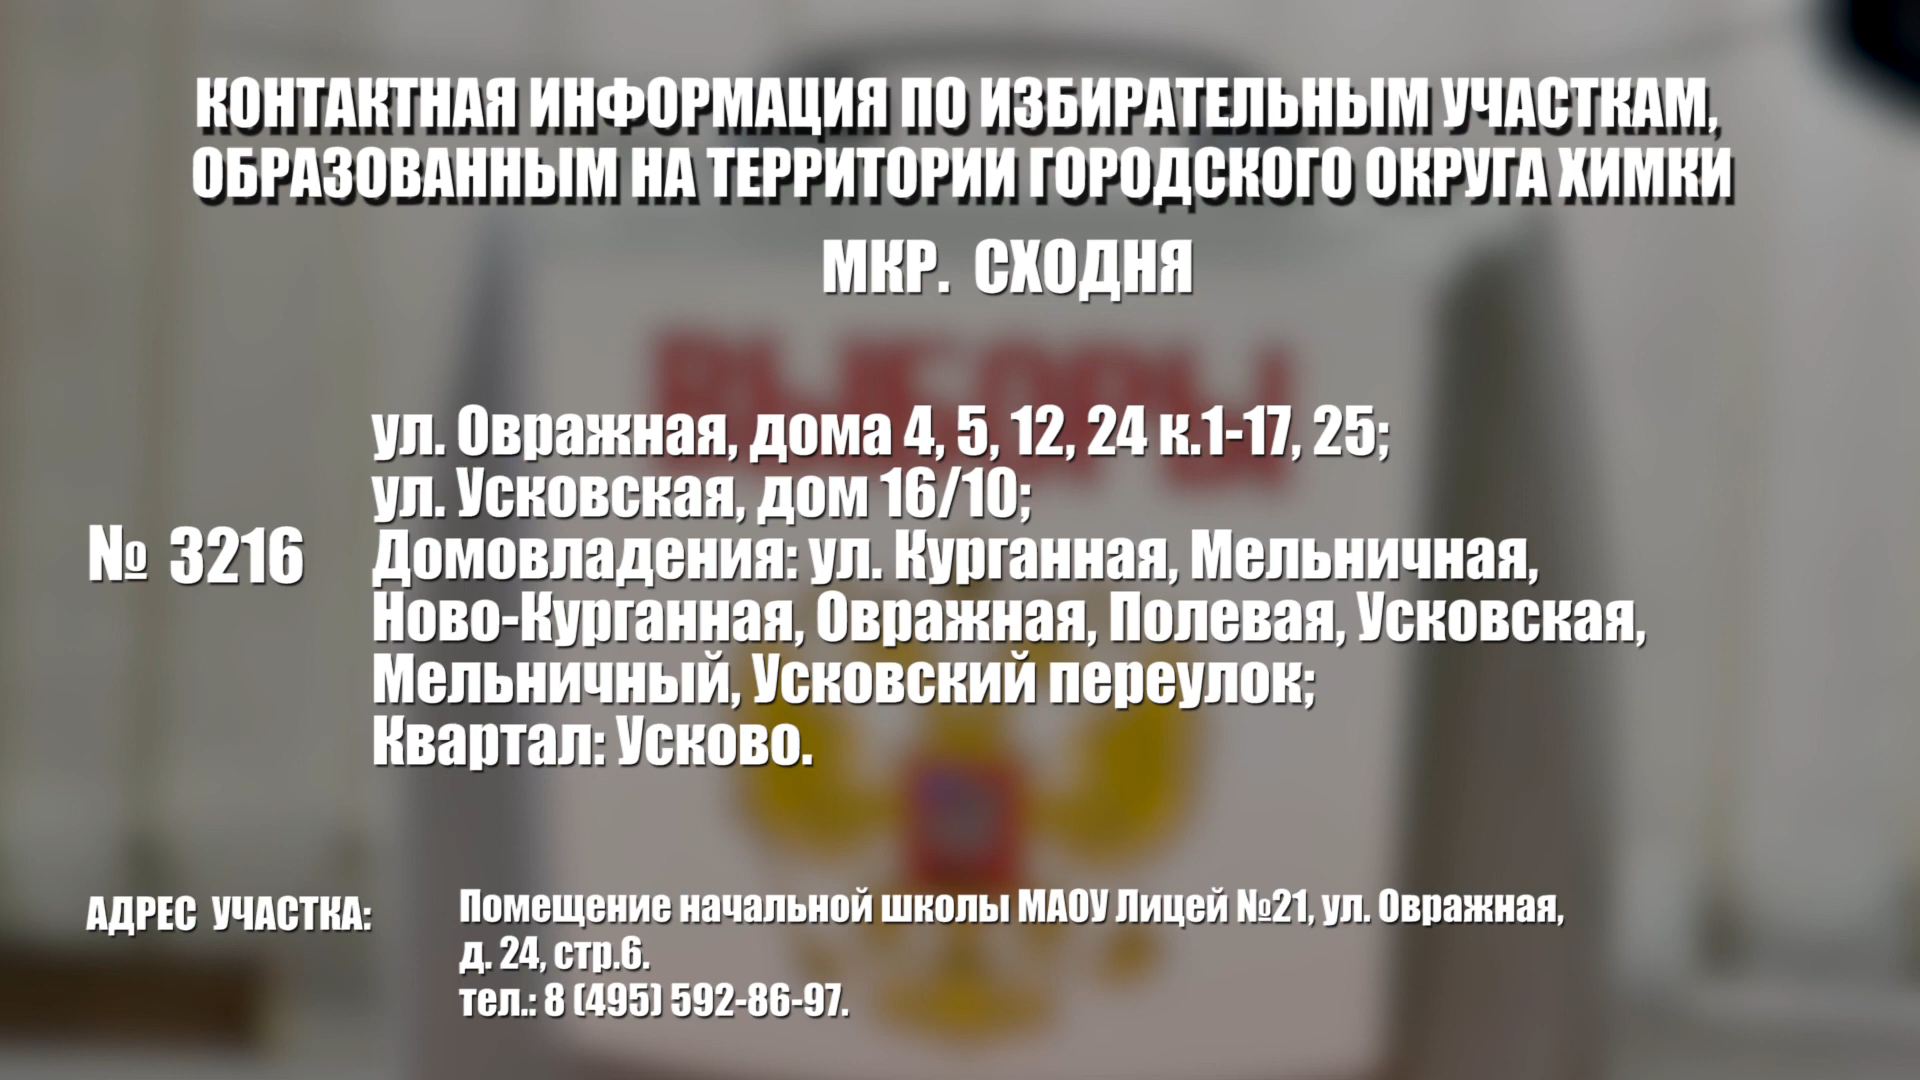 КОНТАКТНАЯ ИНФОРМАЦИЯ ПО ИЗБИРАТЕЛЬНЫМ УЧАСТКАМ,
ОБРАЗОВАННЫМ НА ТЕРРИТОРИИ ГОРОДСКОГО ОКРУГА ХИМКИ
МКР. СХОДНЯ
ВЫБОРЫ
№ 3216
ул. Овражная, дома 4, 5, 12, 24 к.1-17, 25;
ул. Усковская, дом 16/10;
Домовладения: ул. Курганная, Мельничная,
Ново-Курганная, Овражная, Полевая, Усковская,
Мельничный, Усковский переулок;
Квартал: Усково.
АДРЕС УЧАСТКА:
Помещение начальной школы МАОУ Лицей №21, ул. Овражная,
д. 24, стр.6.
тел.: 8 (495) 592-86-97.